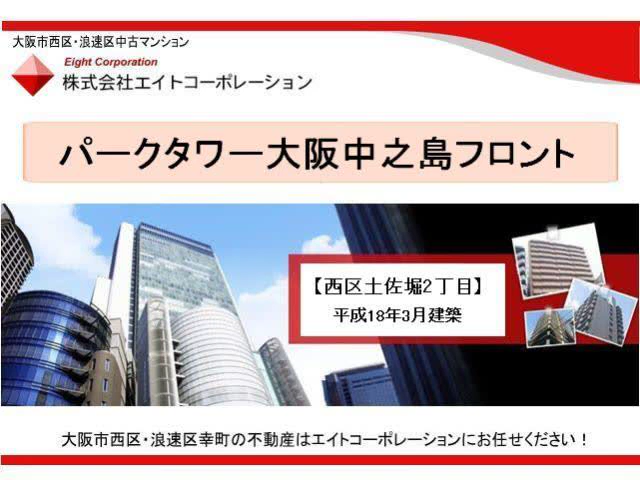 大阪市西区・浪速区中古マンション
Eight Corporation
株式会社エイトコーポレーション
パークタワー大阪中之島フロント
【西区土佐堀2丁目】
平成18年3月建築
大阪市西区・浪速区幸町の不動産はエイトコーポレーションにお任せください！